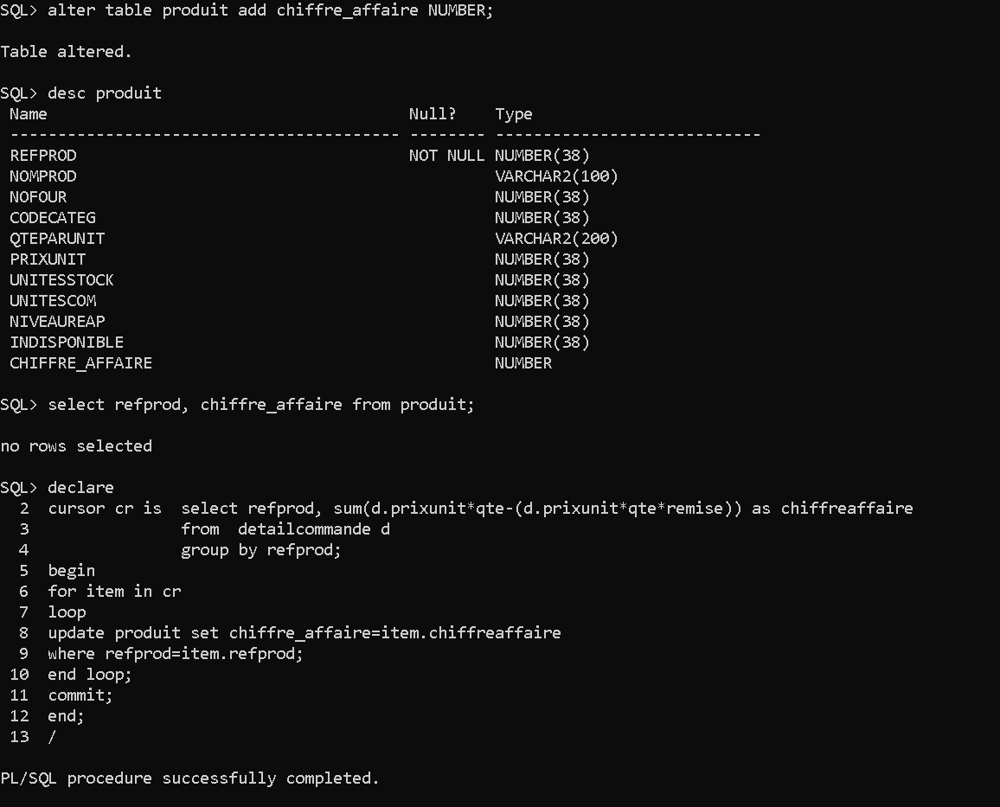 SQL> alter table produit add chiffre_affaire NUMBER;
Table altered.
SQL> desc produit
 Name                                      Null?    Type
 ----------------------------------------- -------- ----------------------------
 REFPROD                                   NOT NULL NUMBER(38)
 NOMPROD                                            VARCHAR2(100)
 NOFOUR                                             NUMBER(38)
 CODECATEG                                          NUMBER(38)
 QTEPARUNIT                                         VARCHAR2(200)
 PRIXUNIT                                           NUMBER(38)
 UNITESSTOCK                                        NUMBER(38)
 UNITESCOM                                          NUMBER(38)
 NIVEAUREAP                                         NUMBER(38)
 INDISPONIBLE                                       NUMBER(38)
 CHIFFRE_AFFAIRE                                    NUMBER
SQL> select refprod, chiffre_affaire from produit;
no rows selected
SQL> declare
  2  cursor cr is  select refprod, sum(d.prixunit*qte-(d.prixunit*qte*remise)) as chiffreaffaire
  3                from  detailcommande d
  4                group by refprod;
  5  begin
  6  for item in cr
  7  loop
  8  update produit set chiffre_affaire=item.chiffreaffaire
  9  where refprod=item.refprod;
 10  end loop;
 11  commit;
 12  end;
 13  /
PL/SQL procedure successfully completed.